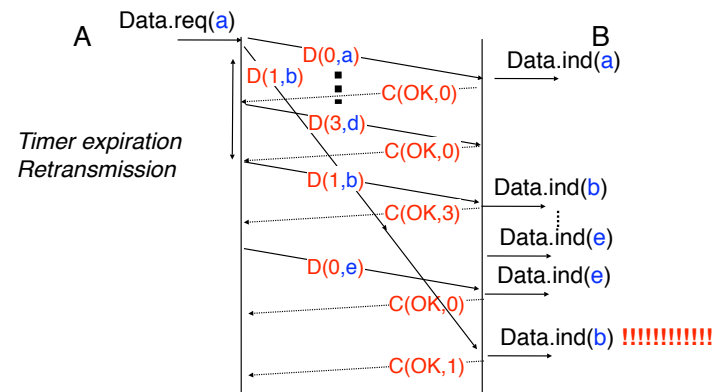 A
Data.req(a)
B
D(0,a)
Data.ind(a)
D(1,b)
C(OK,0)
D(3,d)
Timer expiration
Retransmission
C(OK,0)
D(1,b)
Data.ind(b)
C(OK,3)
Data.ind(e)
D(0,e)
Data.ind(e)
C(OK,0)
Data.ind(b) !!!!!!!!!!!!
C(OK,1)